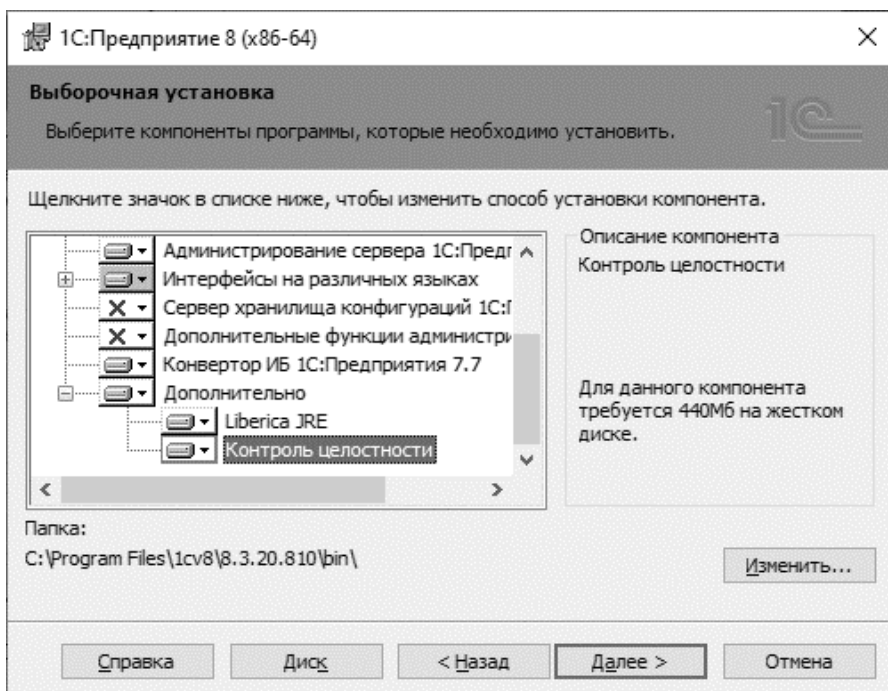 1С:Предприятие 8 (x86-64)
Выборочная установка
Выберите компоненты программы, которые необходимо установить.
1С
Щелкните значок в списке ниже, чтобы изменить способ установки компонента.
Администрирование сервера 1С:Предг
Интерфейсы на различных языках
Сервер хранилища конфигураций 1С:Г
Дополнительные функции администри
Конвертор ИБ 1С:Предприятия 7.7
Дополнительно
Liberica JRE
Контроль целостности
Описание компонента
Контроль целостности
Для данного компонента
требуется 440Мб на жестком
диске.
Папка:
C:\Program Files\1cv8\8.3.20.810\bin\
Изменить...
Справка
Диск
< Назад
Далее >
Отмена